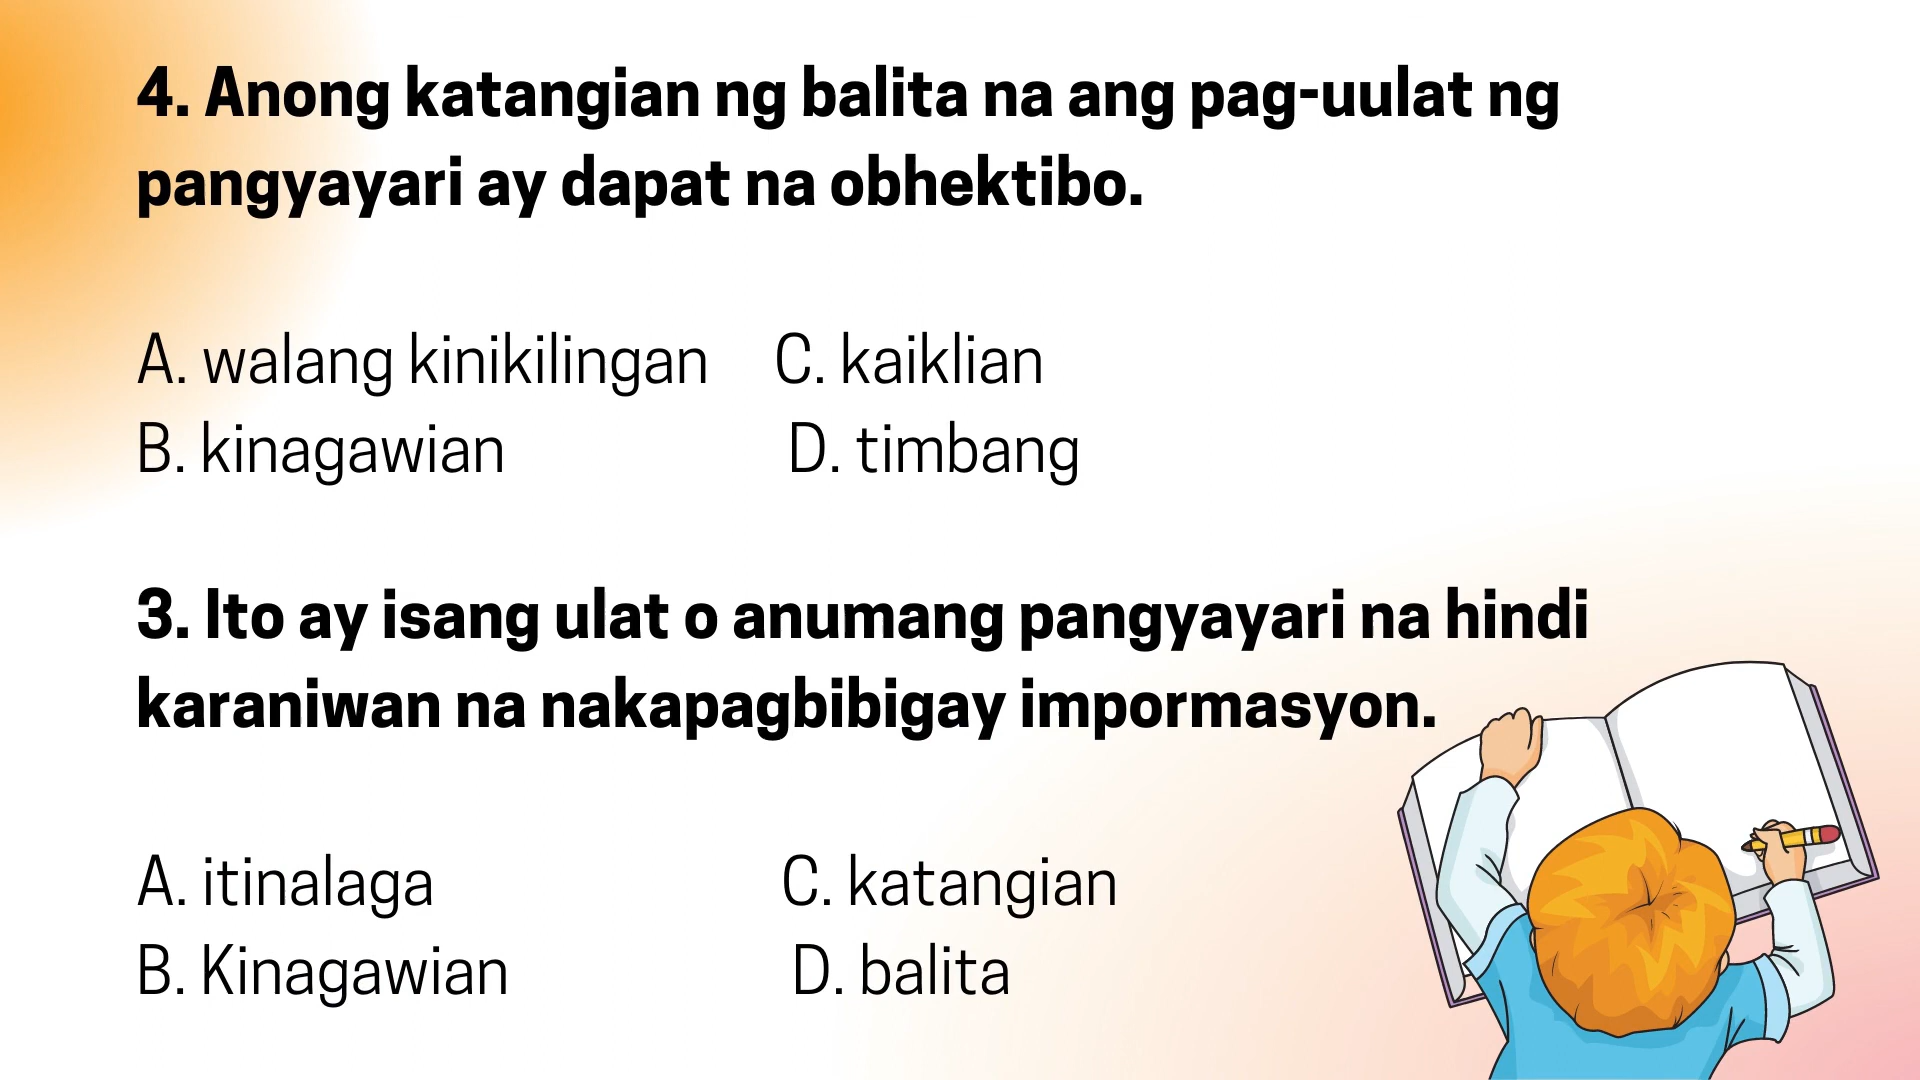 4. Anong katangian ng balita na ang pag-uulat ng
pangyayari ay dapat na obhektibo.
A. walang kinikilingan C. kaiklian
B. kinagawian D. timbang
3. Ito ay isang ulat o anumang pangyayari na hindi
karaniwan na nakapagbibigay impormasyon.
A. itinalaga C. katangian
B. Kinagawian D. balita